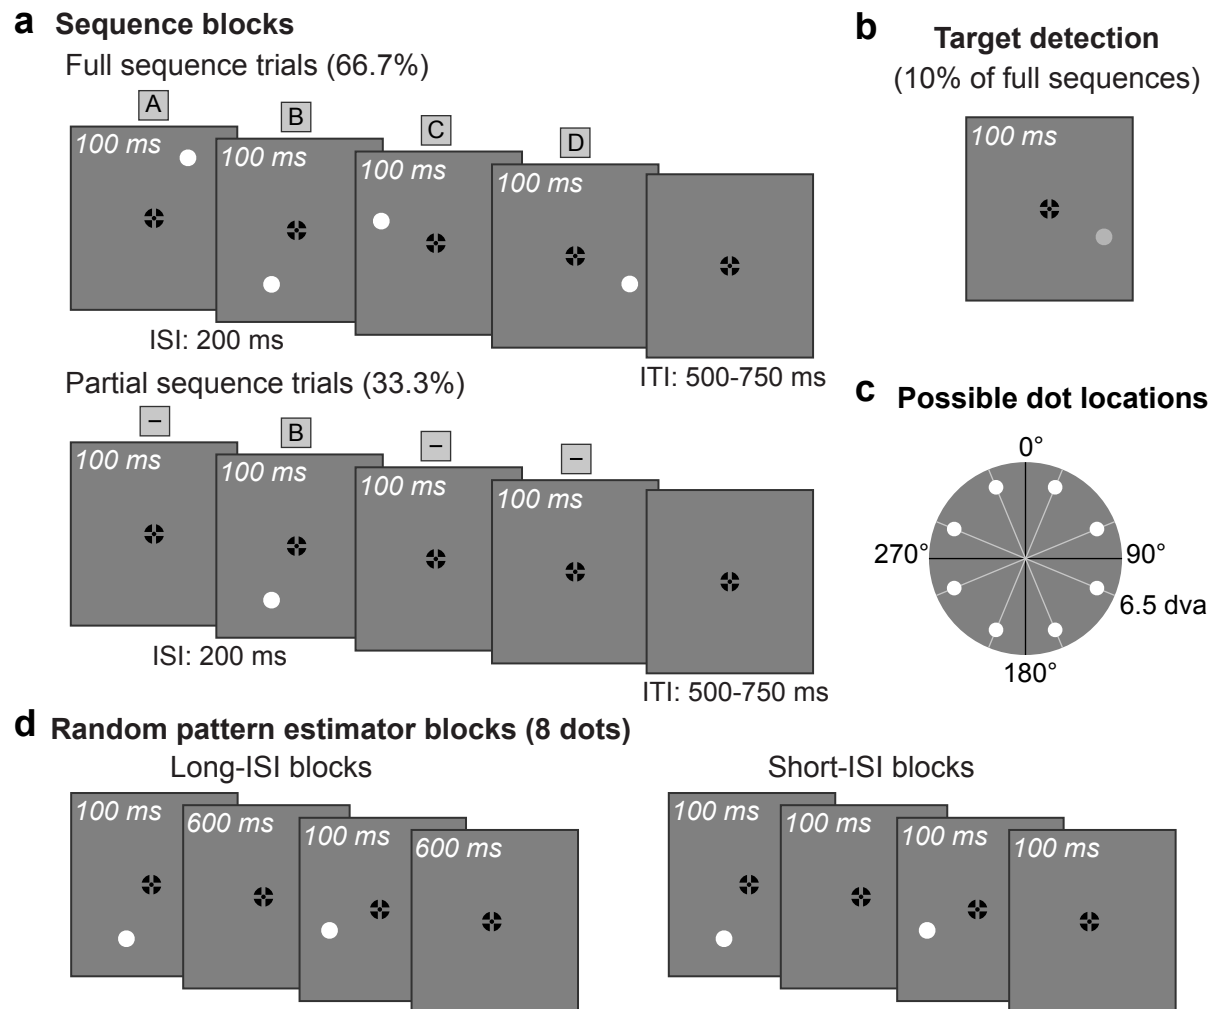 a Sequence blocks
Full sequence trials (66.7%)
A
B
C
D
100 ms
100 ms
100 ms
100 ms
ISI: 200 ms
ITI: 500-750 ms
Partial sequence trials (33.3%)
–
B
–
–
100 ms
100 ms
100 ms
100 ms
ISI: 200 ms
ITI: 500-750 ms
b Target detection
(10% of full sequences)
100 ms
c Possible dot locations
0°
270°
90°
6.5 dva
180°
d Random pattern estimator blocks (8 dots)
Long-ISI blocks
100 ms
600 ms
100 ms
600 ms
Short-ISI blocks
100 ms
100 ms
100 ms
100 ms